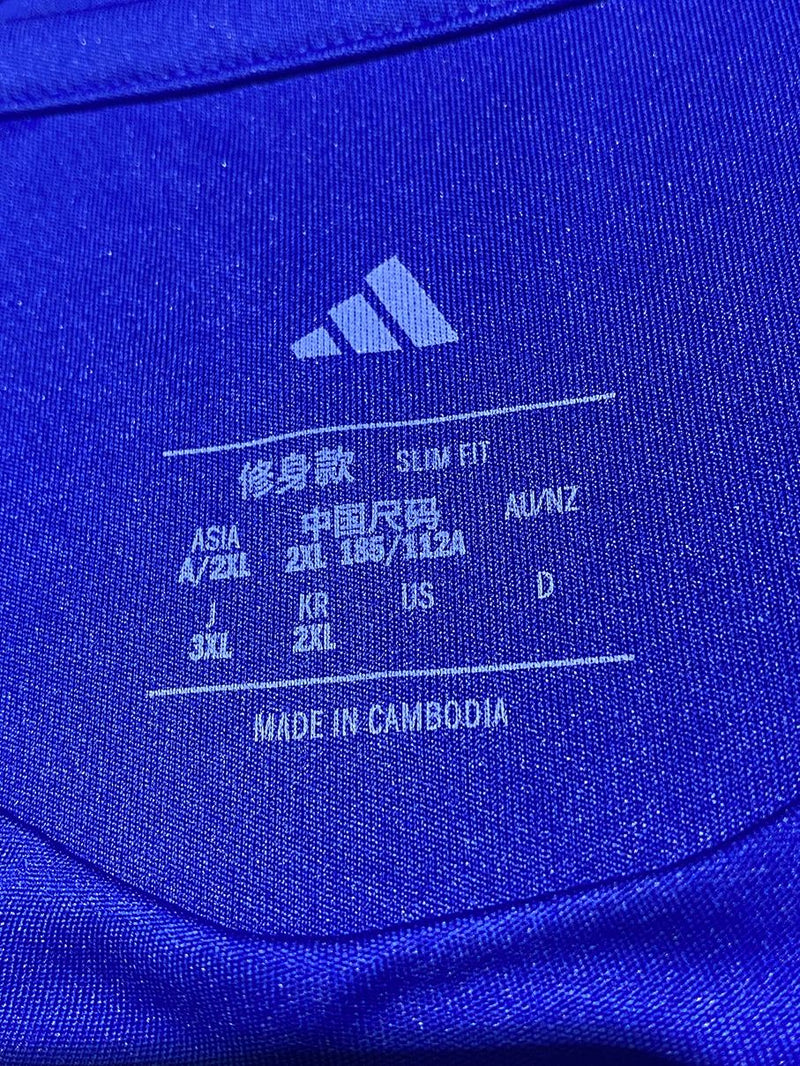 修身款 SLIM FIT
ASIA 中国尺码 AU/NZ
A/2XL 2XL 185/112A
J KR US D
3XL 2XL
MADE IN CAMBODIA